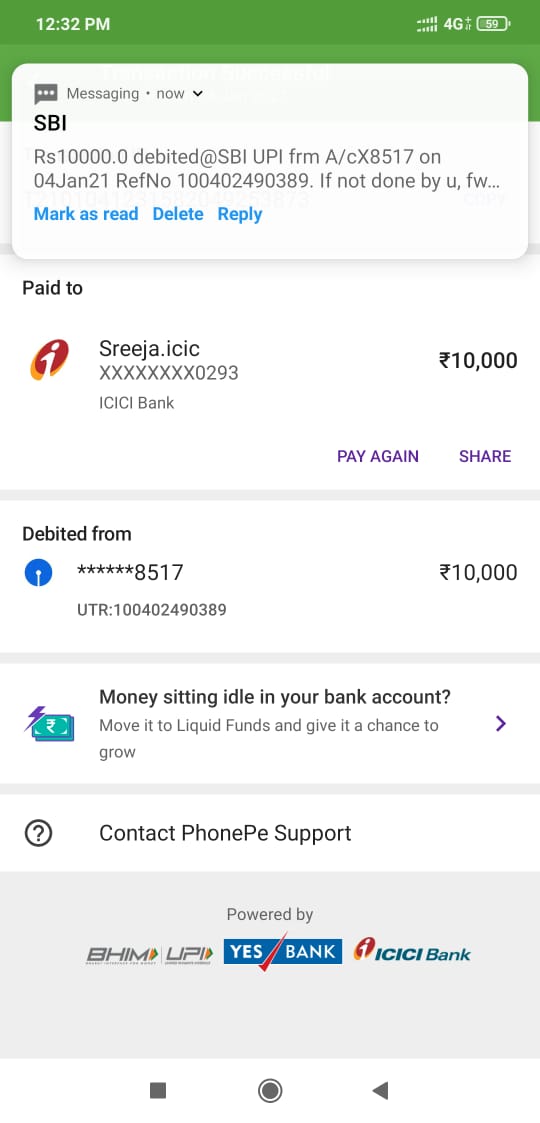 12:32 PM
4G+
59
Messaging • now
SBI
Rs10000.0 debited@SBI UPI frm A/cX8517 on
04Jan21 RefNo 100402490389. If not done by u, fw...
Mark as read Delete Reply
COPY
Paid to
Sreeja.icic
₹10,000
XXXXXXXX0293
ICICI Bank
PAY AGAIN SHARE
Debited from
******8517 ₹10,000
UTR:100402490389
Money sitting idle in your bank account?
Move it to Liquid Funds and give it a chance to
grow
Contact PhonePe Support
Powered by
BHIM UPI YES BANK ICICI Bank